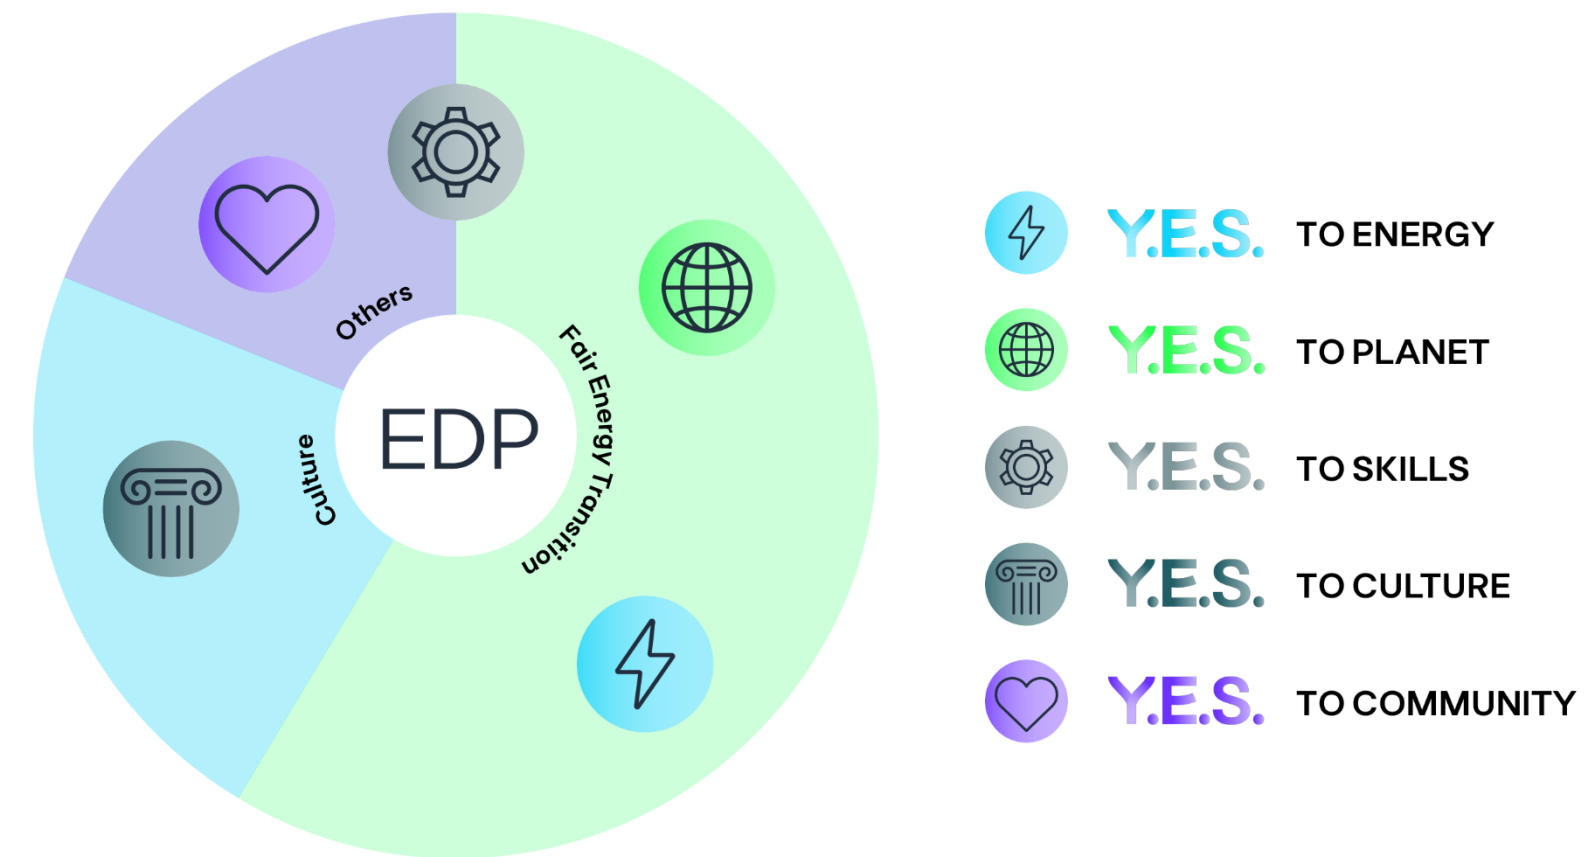 Others
Fair Energy Transition
Culture
EDP
Y.E.S. TO ENERGY
Y.E.S. TO PLANET
Y.E.S. TO SKILLS
Y.E.S. TO CULTURE
Y.E.S. TO COMMUNITY